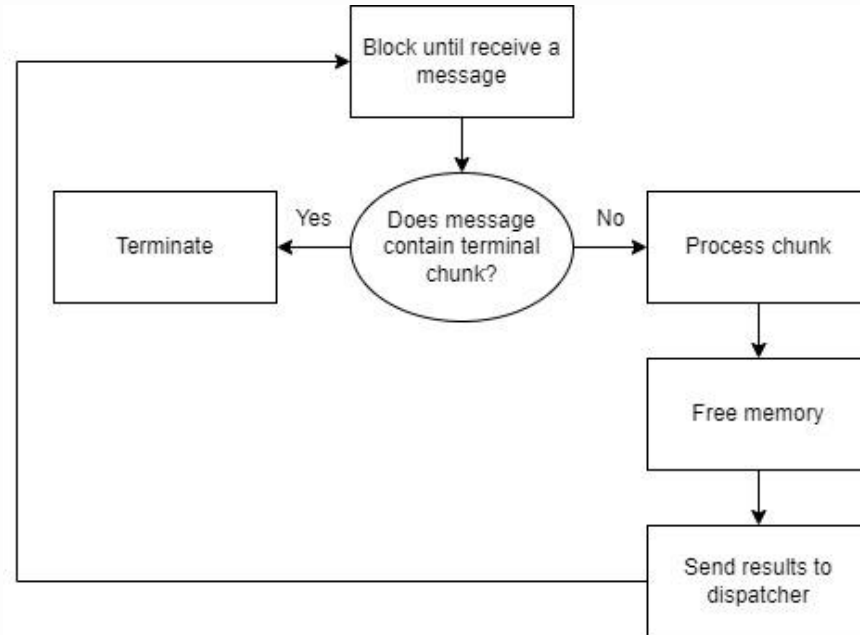 Block until receive a
message
Terminate
Yes
Does message
contain terminal
chunk?
No
Process chunk
Free memory
Send results to
dispatcher